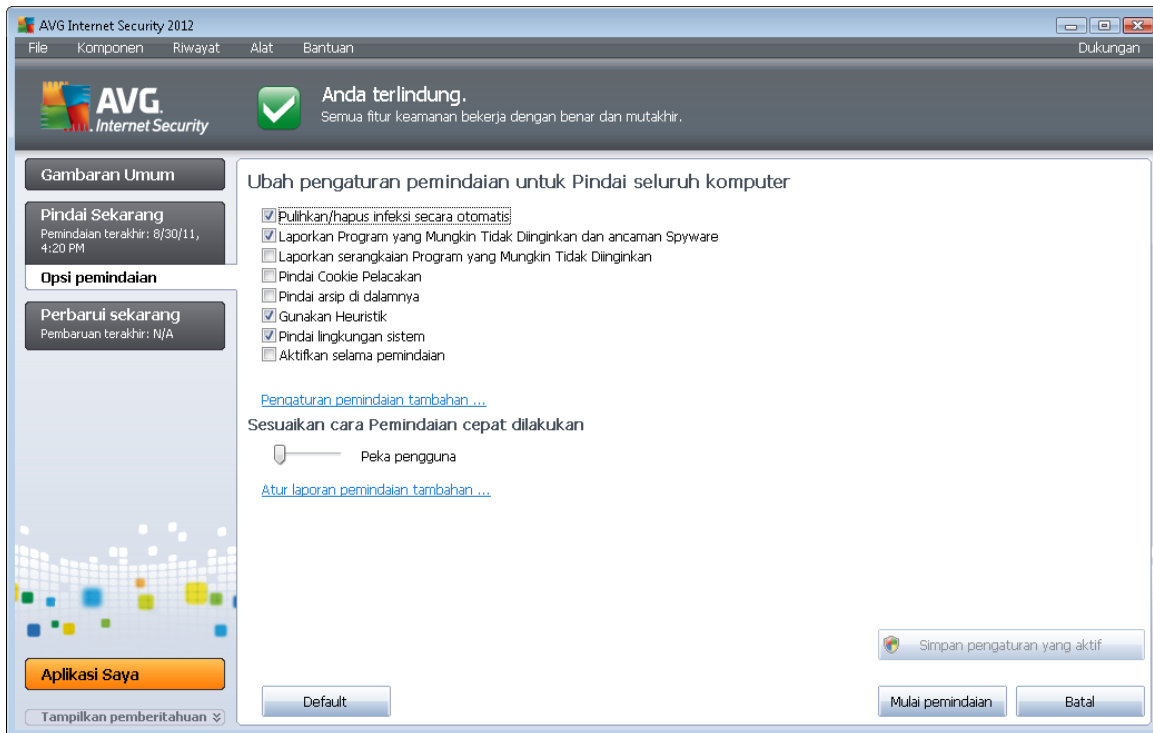 AVG Internet Security 2012
File Komponen Riwayat Alat Bantuan Dukungan
AVG.
Internet Security
Anda terlindung.
Semua fitur keamanan bekerja dengan benar dan mutakhir.
Gambaran Umum
Pindai Sekarang
Pemindaian terakhir: 8/30/11,
4:20 PM
Opsi pemindaian
Perbarui sekarang
Pembaruan terakhir: N/A
Aplikasi Saya
Tampilkan pemberitahuan
Ubah pengaturan pemindaian untuk Pindai seluruh komputer
Pulihkan/hapus infeksi secara otomatis
Laporkan Program yang Mungkin Tidak Diinginkan dan ancaman Spyware
Laporkan serangkaian Program yang Mungkin Tidak Diinginkan
Pindai Cookie Pelacakan
Pindai arsip di dalamnya
Gunakan Heuristik
Pindai lingkungan sistem
Aktifkan selama pemindaian
Pengaturan pemindaian tambahan ...
Sesuaikan cara Pemindaian cepat dilakukan
Peka pengguna
Atur laporan pemindaian tambahan ...
Simpan pengaturan yang aktif
Default
Mulai pemindaian
Batal